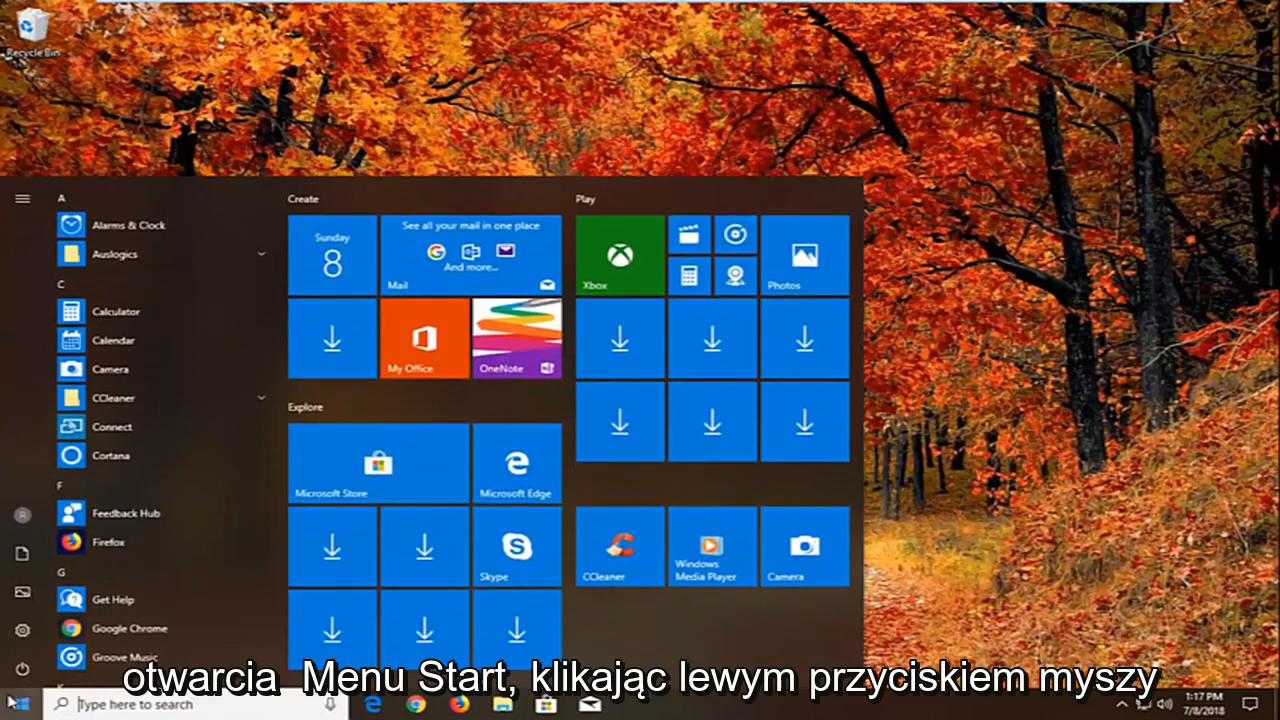 Recycle Bin
A
Alarms & Clock
Auslogics
C
Calculator
Calendar
Camera
CCleaner
Connect
Cortana
F
Feedback Hub
Firefox
G
Get Help
Google Chrome
Groove Music
Create
Sunday
8
See all your mail in one place
And more...
Mail
My Office
OneNote
Explore
Microsoft Store
Microsoft Edge
Skype
Play
Xbox
Photos
CCleaner
Windows
Media Player
Camera
otwarcia Menu Start, klikając lewym przyciskiem myszy
Type here to search
1:17 PM
7/8/2018